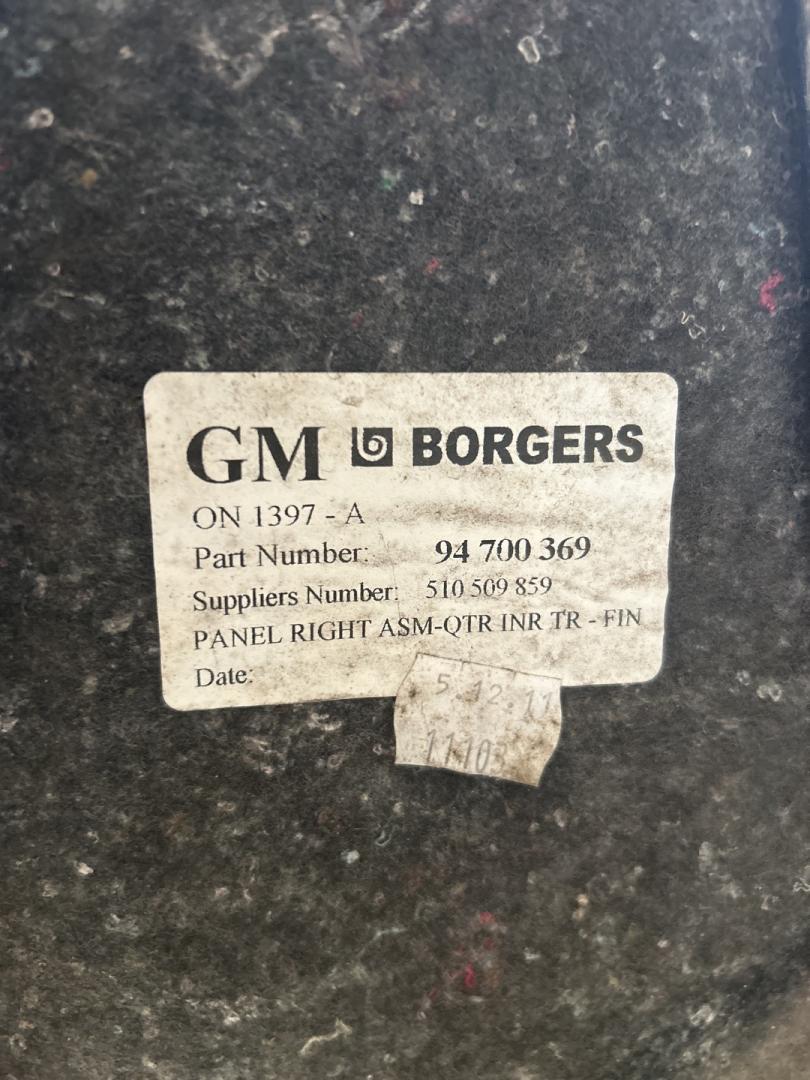 GM BORGERS
ON 1397 - A
Part Number: 94 700 369
Suppliers Number: 510 509 859
PANEL RIGHT ASM-QTR INR TR - FIN
Date:
5.12.11